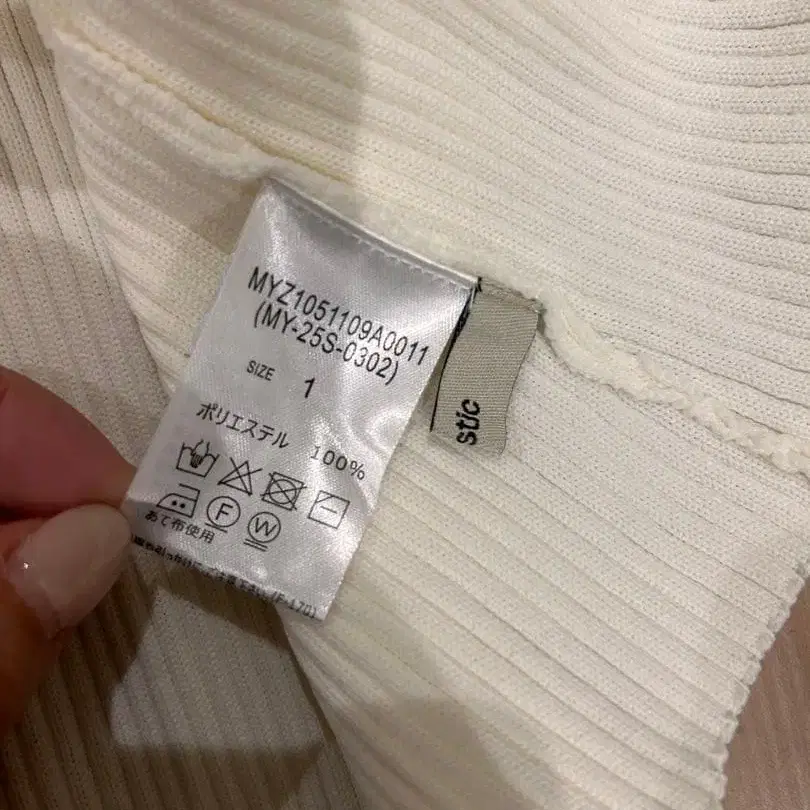 MYZ1051109A0011
(MY-25S-0302)
SIZE 1
ポリエステル 100%
F W
あて布使用
stic